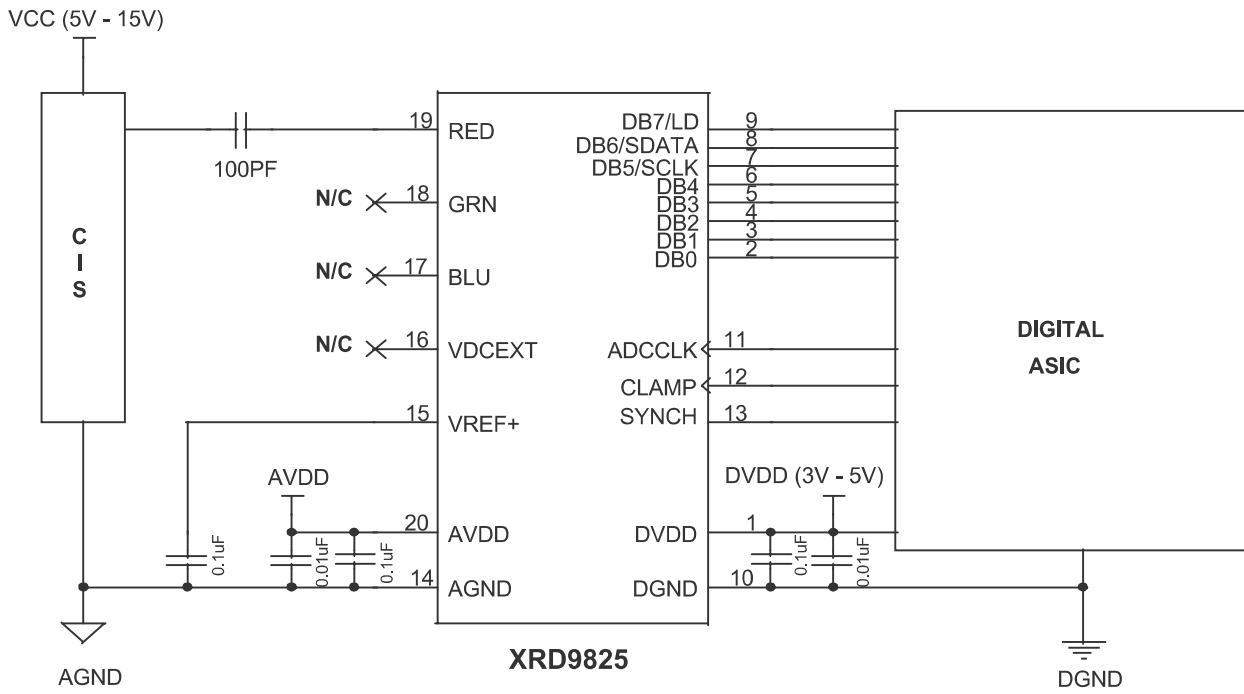 VCC (5V - 15V)
C
I
S
100PF
N/C
N/C
N/C
19
18
17
16
15
20
14
RED
GRN
BLU
VDCEXT
VREF+
AVDD
AGND
AVDD
0.1uF
0.01uF
0.1uF
AGND
DB7/LD
DB6/SDATA
DB5/SCLK
DB4
DB3
DB2
DB1
DB0
ADCCLK
CLAMP
SYNCH
DVDD
DGND
9
8
7
6
5
4
3
2
11
12
13
1
10
DVDD (3V - 5V)
0.1uF
0.01uF
DIGITAL
ASIC
DGND
XRD9825